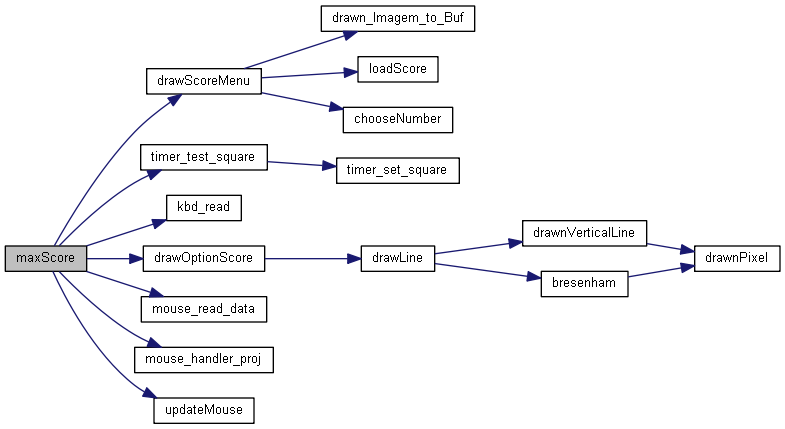 drawn_Imagem_to_Buf
drawScoreMenu
loadScore
chooseNumber
timer_test_square
timer_set_square
kbd_read
maxScore
drawOptionScore
drawLine
drawnVerticalLine
drawnPixel
bresenham
mouse_read_data
mouse_handler_proj
updateMouse